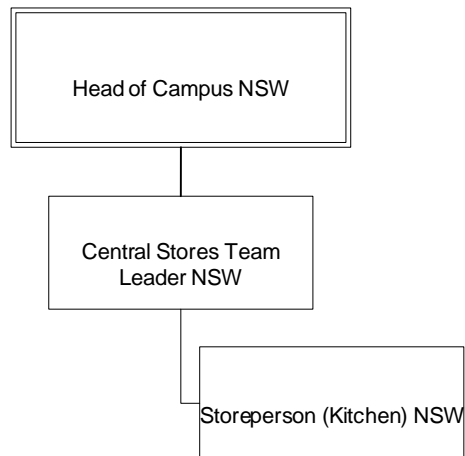 Head of Campus NSW
Central Stores Team
Leader NSW
Storeperson (Kitchen) NSW